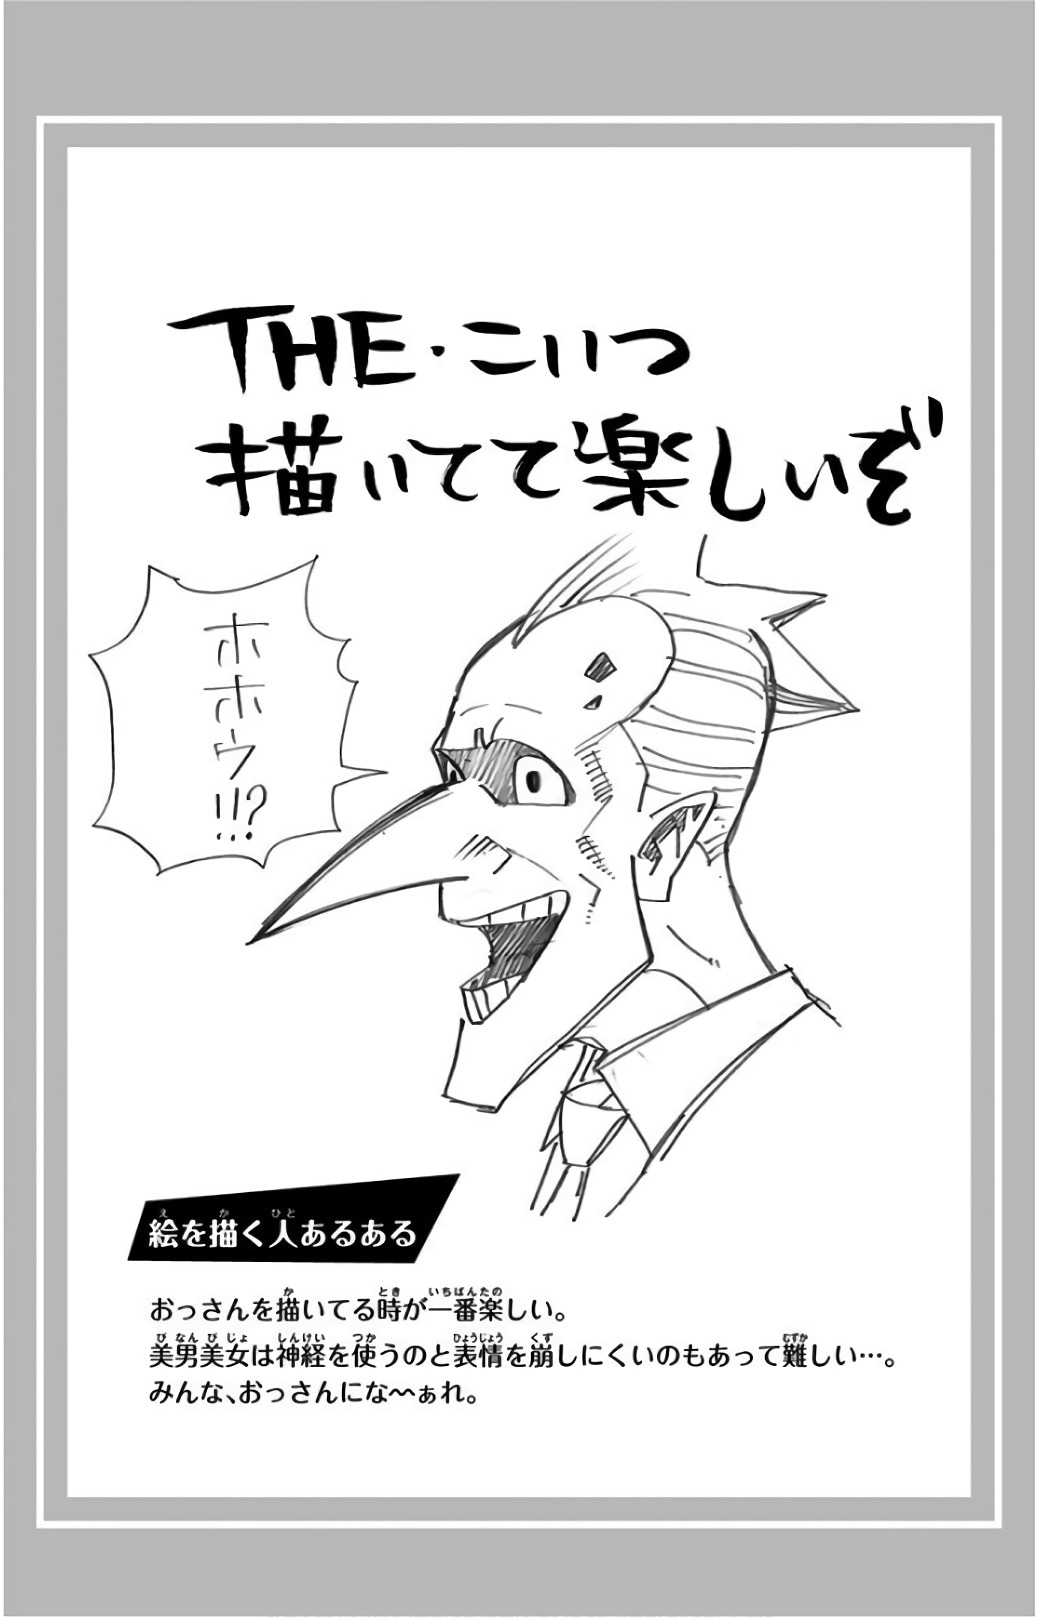 THE・こいつ
描いてて楽しいぞ
ホホウ!!?
絵を描く人あるある
おっさんを描いてる時が一番楽しい。
美男美女は神経を使うのと表情を崩しにくいのもあって難しい…。
みんな、おっさんにな〜ぁれ。